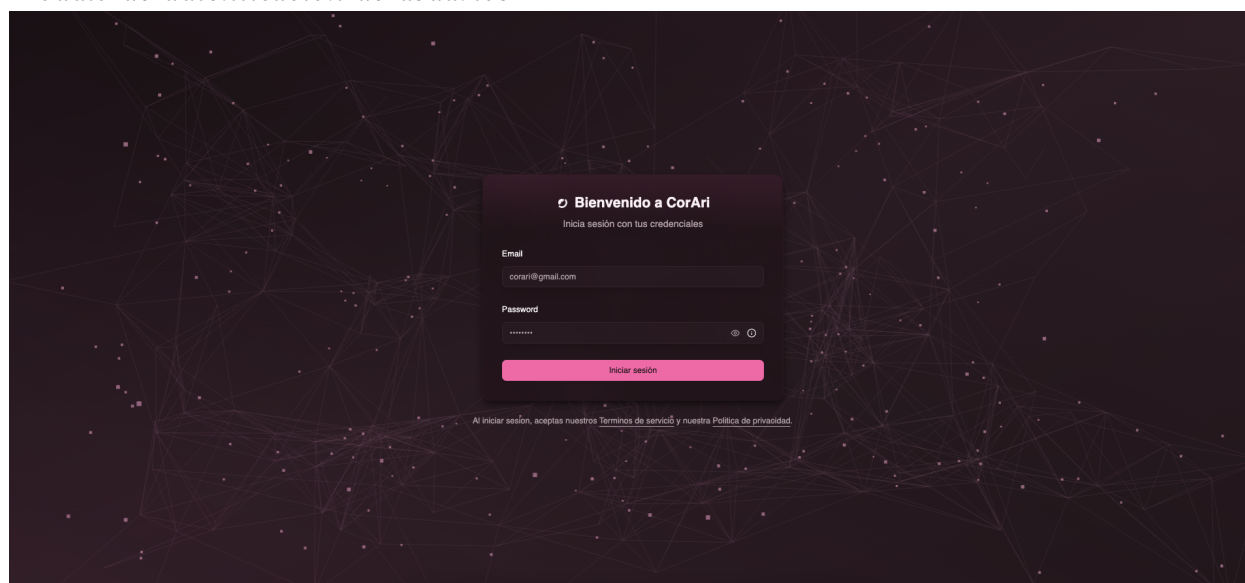 Bienvenido a CorAri
Inicia sesión con tus credenciales
Email
corari@gmail.com
Password
••••••••
Iniciar sesión
Al iniciar sesion, aceptas nuestros Terminos de servicio y nuestra Politica de privacidad.